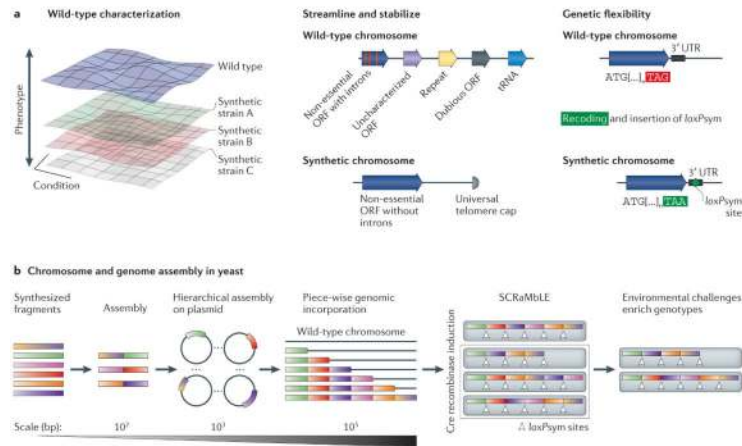 a Wild-type characterization
Phenotype
Condition
Wild type
Synthetic
strain A
Synthetic
strain B
Synthetic
strain C
Streamline and stabilize
Wild-type chromosome
Non-essential
ORF with introns
Uncharacterized
ORF
Repeat
Dubious ORF
tRNA
Synthetic chromosome
Non-essential
ORF without
introns
Universal
telomere cap
Genetic flexibility
Wild-type chromosome
3′ UTR
ATG[...] TAG
Recoding and insertion of loxPsym
Synthetic chromosome
3′ UTR
ATG[...] TAA
loxPsym
sites
b Chromosome and genome assembly in yeast
Synthesized
fragments
Assembly
Hierarchical assembly
on plasmid
Piece-wise genomic
incorporation
Wild-type chromosome
Cre recombinase induction
SCRaMbLE
loxPsym sites
Environmental challenges
enrich genotypes
Scale (bp):